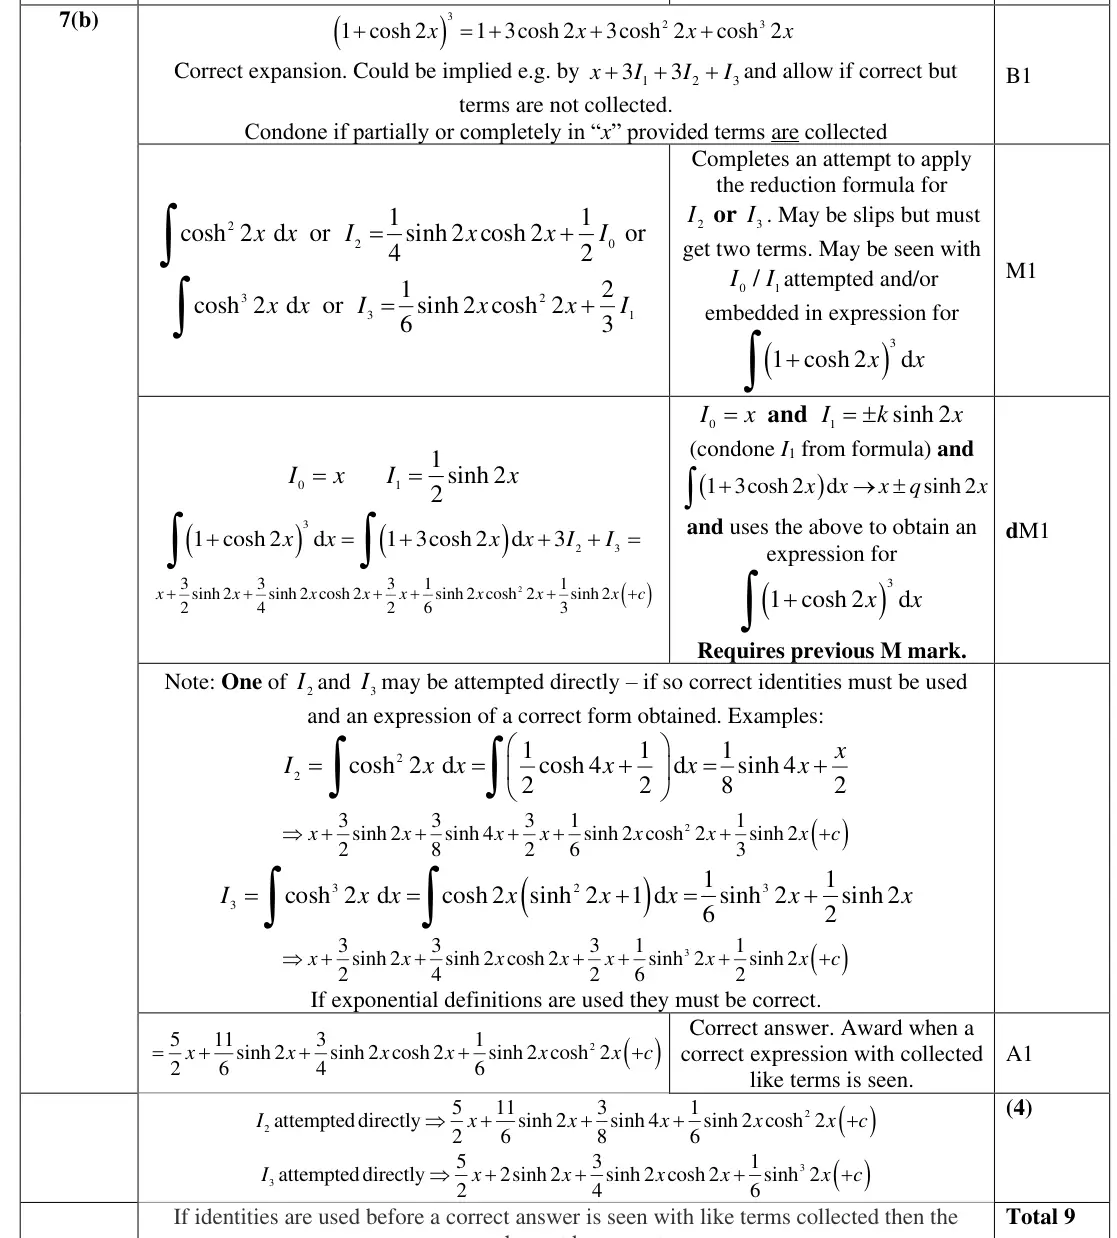 7(b)
(1 + cosh 2x)³ = 1 + 3cosh 2x + 3cosh² 2x + cosh³ 2x
Correct expansion. Could be implied e.g. by x + 3I₁ + 3I₂ + I₃ and allow if correct but
terms are not collected.
Condone if partially or completely in “x” provided terms are collected
B1
∫cosh² 2x dx or I₂ = 1/4 sinh 2x cosh 2x + 1/2 I₀ or
∫cosh³ 2x dx or I₃ = 1/6 sinh 2x cosh² 2x + 2/3 I₁
Completes an attempt to apply
the reduction formula for
I₂ or I₃. May be slips but must
get two terms. May be seen with
I₀ / I₁ attempted and/or
embedded in expression for
∫(1 + cosh 2x)³ dx
M1
I₀ = x I₁ = 1/2 sinh 2x
∫(1 + cosh 2x)³ dx = ∫(1 + 3cosh 2x)dx + 3I₂ + I₃ =
x + 3/2 sinh 2x + 3/4 sinh 2x cosh 2x + 3/2 x + 1/6 sinh 2x cosh² 2x + 1/3 sinh 2x (+c)
I₀ = x and I₁ = ±k sinh 2x
(condone I₁ from formula) and
∫(1 + 3cosh 2x)dx → x ± q sinh 2x
and uses the above to obtain an
expression for
∫(1 + cosh 2x)³ dx
Requires previous M mark.
dM1
Note: One of I₂ and I₃ may be attempted directly – if so correct identities must be used
and an expression of a correct form obtained. Examples:
I₂ = ∫cosh² 2x dx = ∫(1/2 cosh 4x + 1/2)dx = 1/8 sinh 4x + x/2
⇒ x + 3/2 sinh 2x + 3/8 sinh 4x + 3/2 x + 1/6 sinh 2x cosh² 2x + 1/3 sinh 2x (+c)
I₃ = ∫cosh³ 2x dx = ∫cosh 2x (sinh² 2x + 1)dx = 1/6 sinh³ 2x + 1/2 sinh 2x
⇒ x + 3/2 sinh 2x + 3/4 sinh 2x cosh 2x + 3/2 x + 1/6 sinh³ 2x + 1/2 sinh 2x (+c)
If exponential definitions are used they must be correct.
= 5/2 x + 11/6 sinh 2x + 3/4 sinh 2x cosh 2x + 1/6 sinh 2x cosh² 2x (+c)
Correct answer. Award when a
correct expression with collected
like terms is seen.
A1
I₂ attempted directly ⇒ 5/2 x + 11/6 sinh 2x + 3/8 sinh 4x + 1/6 sinh 2x cosh² 2x (+c)
I₃ attempted directly ⇒ 5/2 x + 2sinh 2x + 3/4 sinh 2x cosh 2x + 1/6 sinh³ 2x (+c)
(4)
If identities are used before a correct answer is seen with like terms collected then the
Total 9